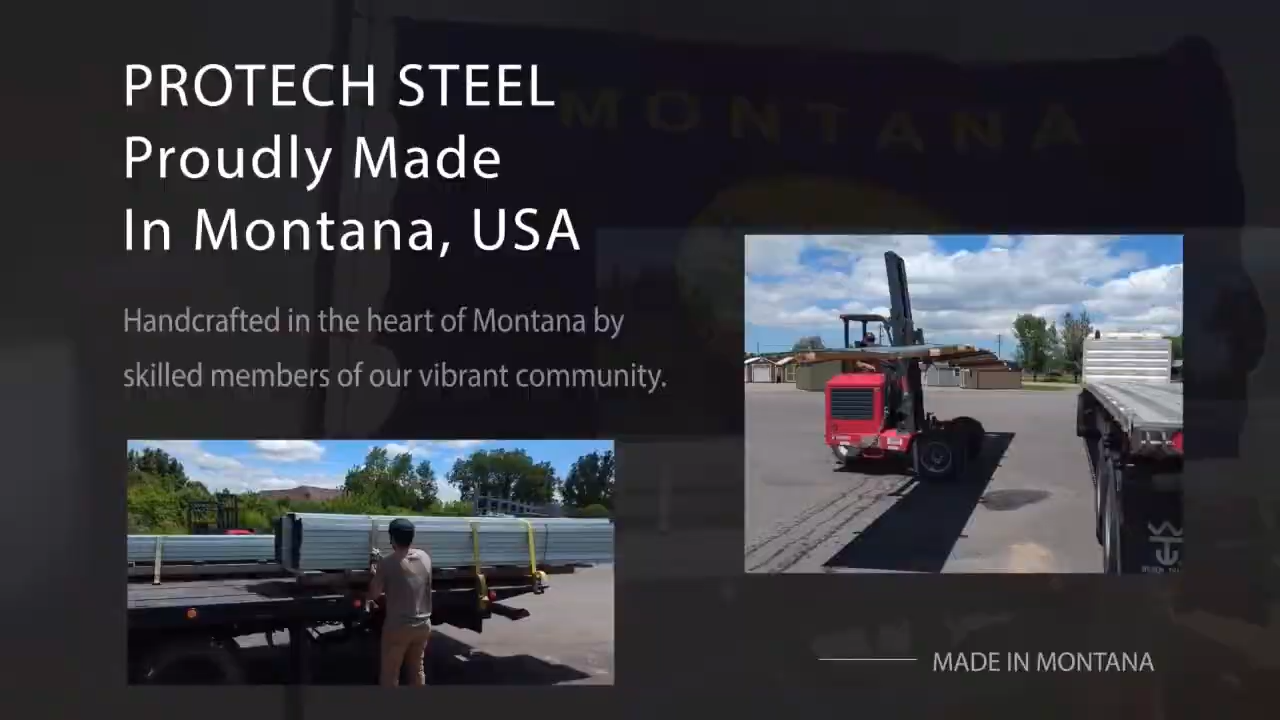 MONTANA
PROTECH STEEL
Proudly Made
In Montana, USA
Handcrafted in the heart of Montana by
skilled members of our vibrant community.
MADE IN MONTANA